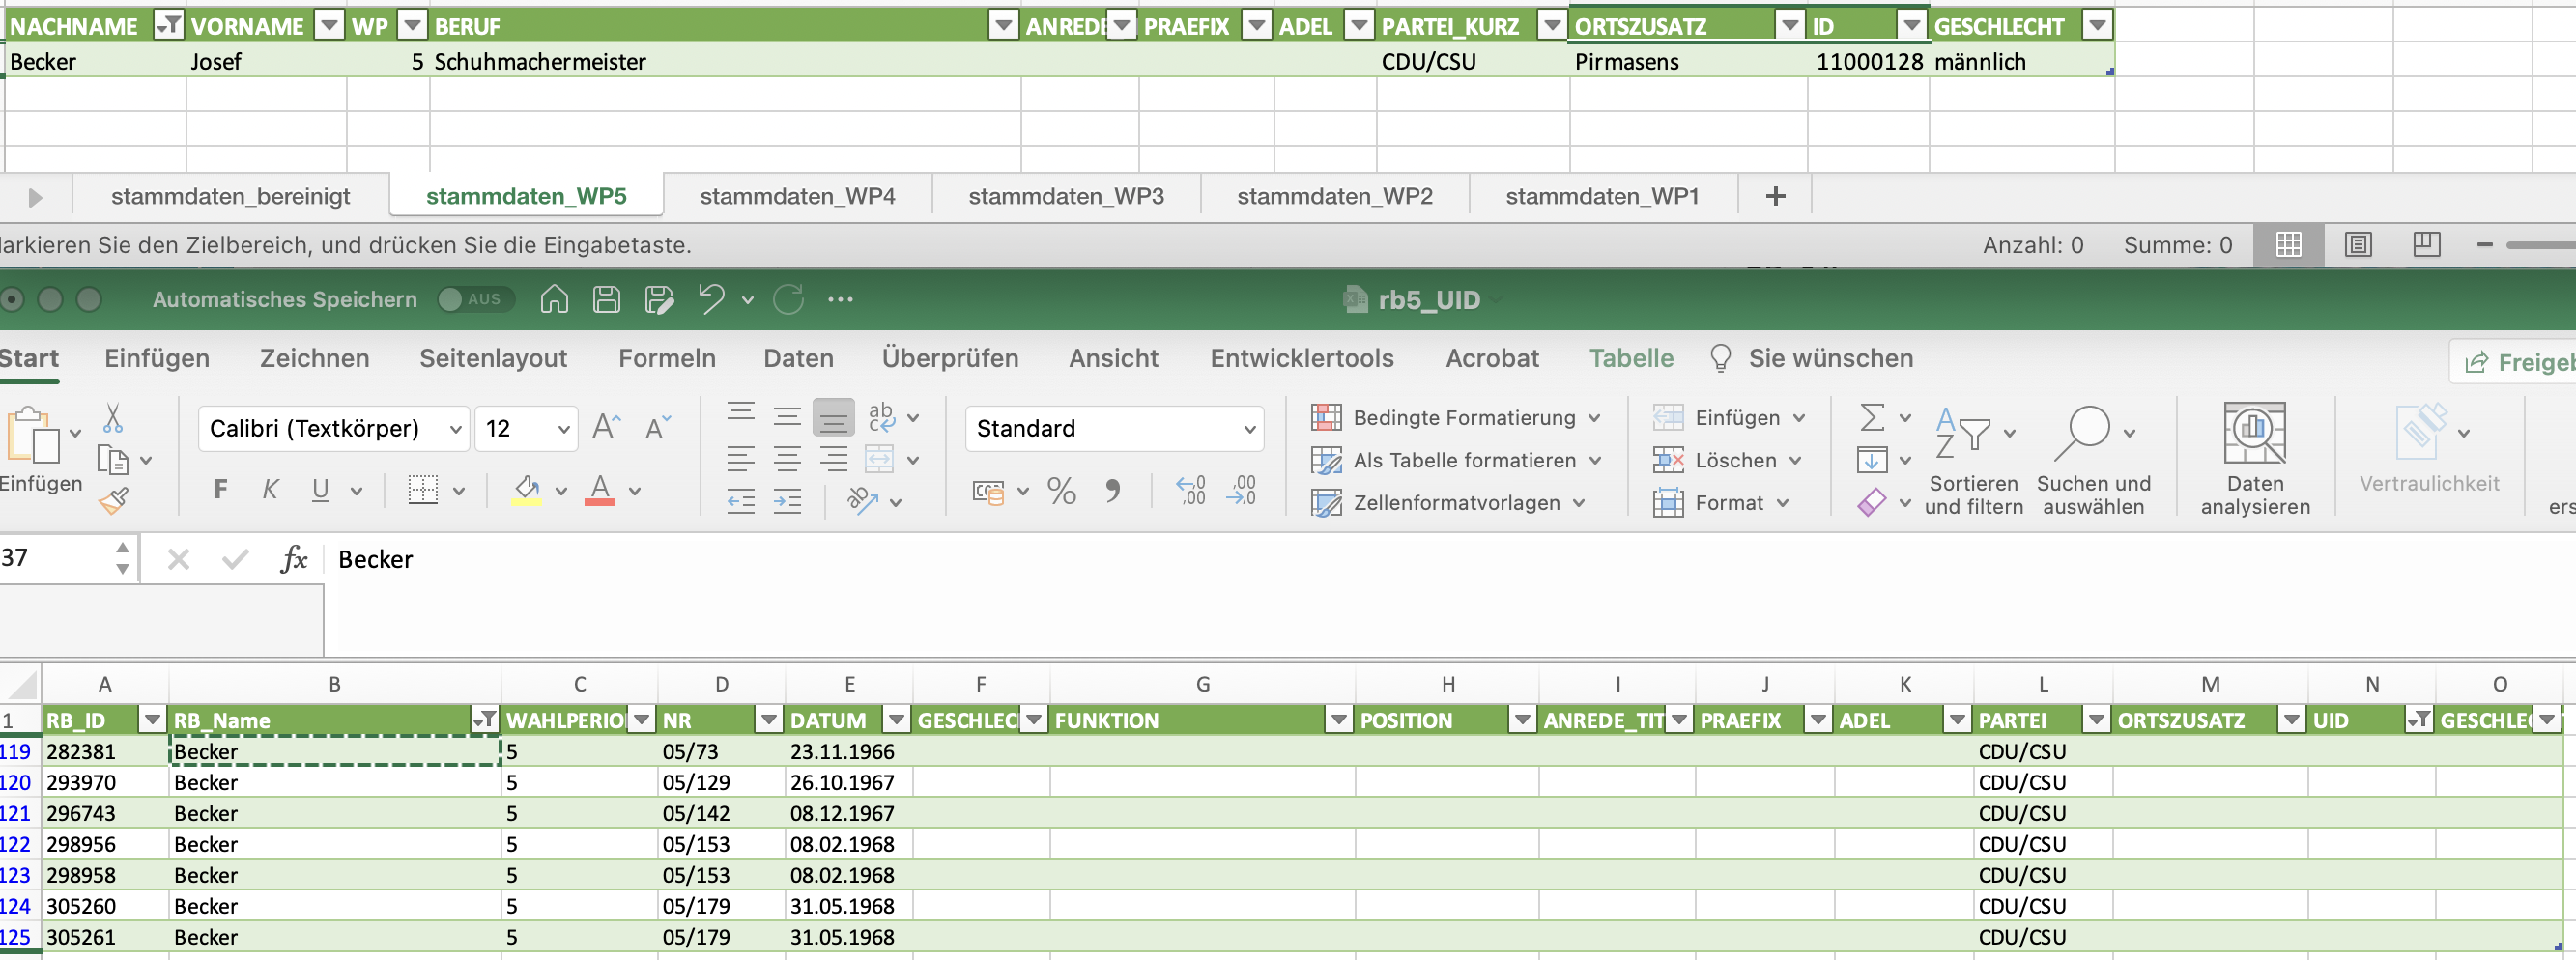 NACHNAME VORNAME WP BERUF ANREDE PRAEFIX ADEL PARTEI_KURZ ORTSZUSATZ ID GESCHLECHT
Becker Josef 5 Schuhmachermeister CDU/CSU Pirmasens 11000128 männlich
stammdaten_bereinigt stammdaten_WP5 stammdaten_WP4 stammdaten_WP3 stammdaten_WP2 stammdaten_WP1 +
arkieren Sie den Zielbereich, und drücken Sie die Eingabetaste. Anzahl: 0 Summe: 0
Automatisches Speichern AUS rb5_UID
Start Einfügen Zeichnen Seitenlayout Formeln Daten Überprüfen Ansicht Entwicklertools Acrobat Tabelle Sie wünschen Freigeb
Calibri (Textkörper) 12 Standard Bedingte Formatierung Einfügen
Als Tabelle formatieren Löschen
Einfügen F K U Zellenformatvorlagen Format
Sortieren und filtern Suchen und auswählen Daten analysieren Vertraulichkeit ers
37 fx Becker
A B C D E F G H I J K L M N O
1 RB_ID RB_Name WAHLPERIO NR DATUM GESCHLEC FUNKTION POSITION ANREDE_TIT PRAEFIX ADEL PARTEI ORTSZUSATZ UID GESCHLE
119 282381 Becker 5 05/73 23.11.1966 CDU/CSU
120 293970 Becker 5 05/129 26.10.1967 CDU/CSU
121 296743 Becker 5 05/142 08.12.1967 CDU/CSU
122 298956 Becker 5 05/153 08.02.1968 CDU/CSU
123 298958 Becker 5 05/153 08.02.1968 CDU/CSU
124 305260 Becker 5 05/179 31.05.1968 CDU/CSU
125 305261 Becker 5 05/179 31.05.1968 CDU/CSU